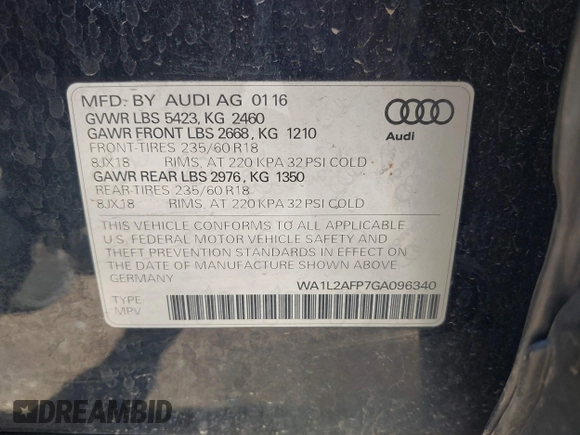 MFD. BY AUDI AG 01 16
GVWR LBS 5423, KG 2460
GAWR FRONT LBS 2668, KG 1210
FRONT-TIRES 235/60 R18
8JX18 RIMS, AT 220 KPA 32 PSI COLD
GAWR REAR LBS 2976, KG 1350
REAR-TIRES 235/60 R18
8JX18 RIMS, AT 220 KPA 32 PSI COLD
Audi
THIS VEHICLE CONFORMS TO ALL APPLICABLE
U.S. FEDERAL MOTOR VEHICLE SAFETY AND
THEFT PREVENTION STANDARDS IN EFFECT ON
THE DATE OF MANUFACTURE SHOWN ABOVE
GERMANY
WA1L2AFP7GA096340
TYPE
MPV
DREAMBID